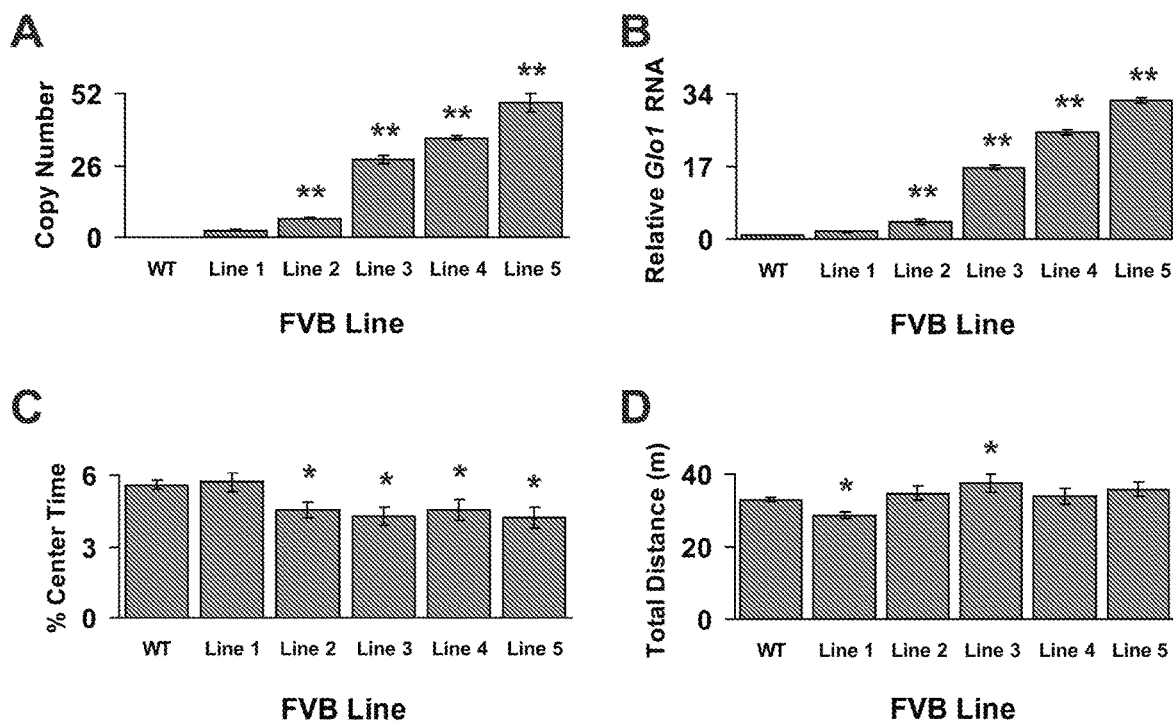 A
Copy Number
52
26
0
**
**
**
**
WT Line 1 Line 2 Line 3 Line 4 Line 5
FVB Line
B
Relative Glo1 RNA
34
17
0
**
**
**
**
WT Line 1 Line 2 Line 3 Line 4 Line 5
FVB Line
C
% Center Time
6
3
0
* * * *
WT Line 1 Line 2 Line 3 Line 4 Line 5
FVB Line
D
Total Distance (m)
40
20
0
* *
WT Line 1 Line 2 Line 3 Line 4 Line 5
FVB Line